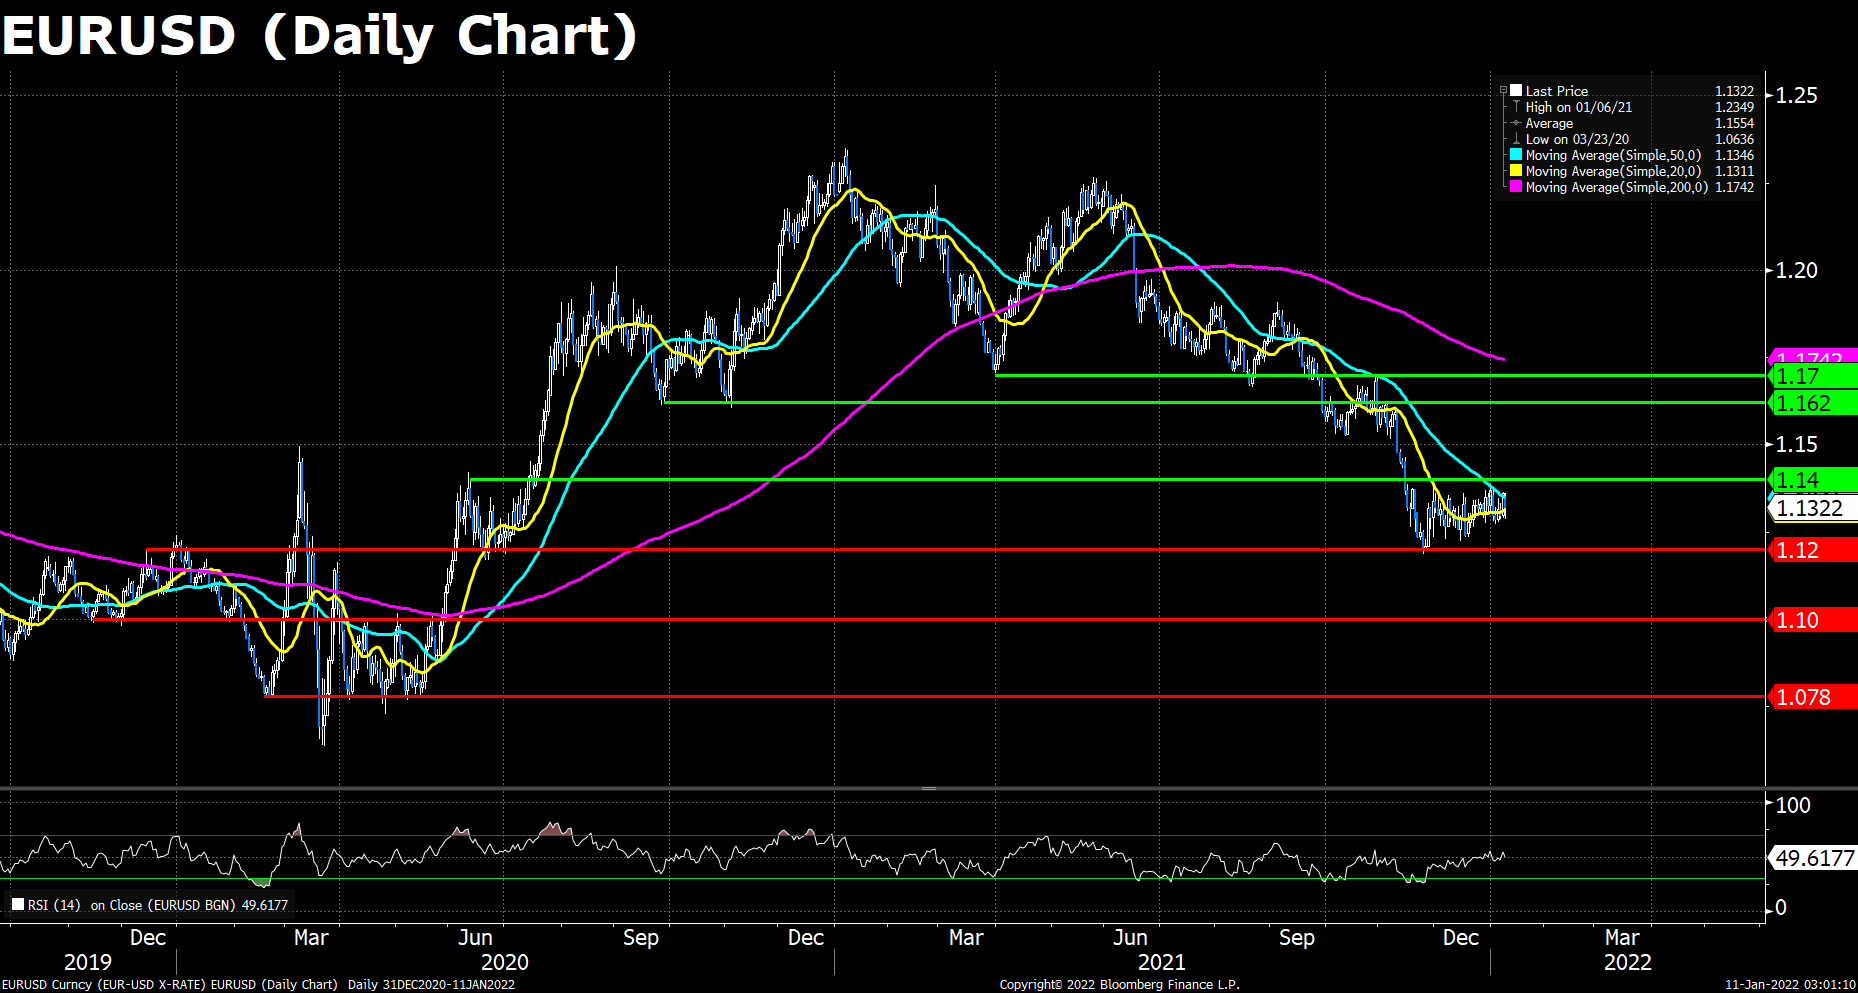 EURUSD (Daily Chart)
Last Price 1.1322
High on 01/06/21 1.2349
Average 1.1554
Low on 03/23/20 1.0636
Moving Average(Simple,50,0) 1.1346
Moving Average(Simple,20,0) 1.1311
Moving Average(Simple,200,0) 1.1742
1.25
1.20
1.1742
1.17
1.162
1.15
1.14
1.1322
1.12
1.10
1.078
100
49.6177
0
RSI (14) on Close (EURUSD BGN) 49.6177
Dec Mar Jun Sep Dec Mar Jun Sep Dec Mar
2019 2020 2021 2022
EURUSD Curncy (EUR-USD X-RATE) EURUSD (Daily Chart) Daily 31DEC2020-11JAN2022 Copyright© 2022 Bloomberg Finance L.P. 11-Jan-2022 03:01:10